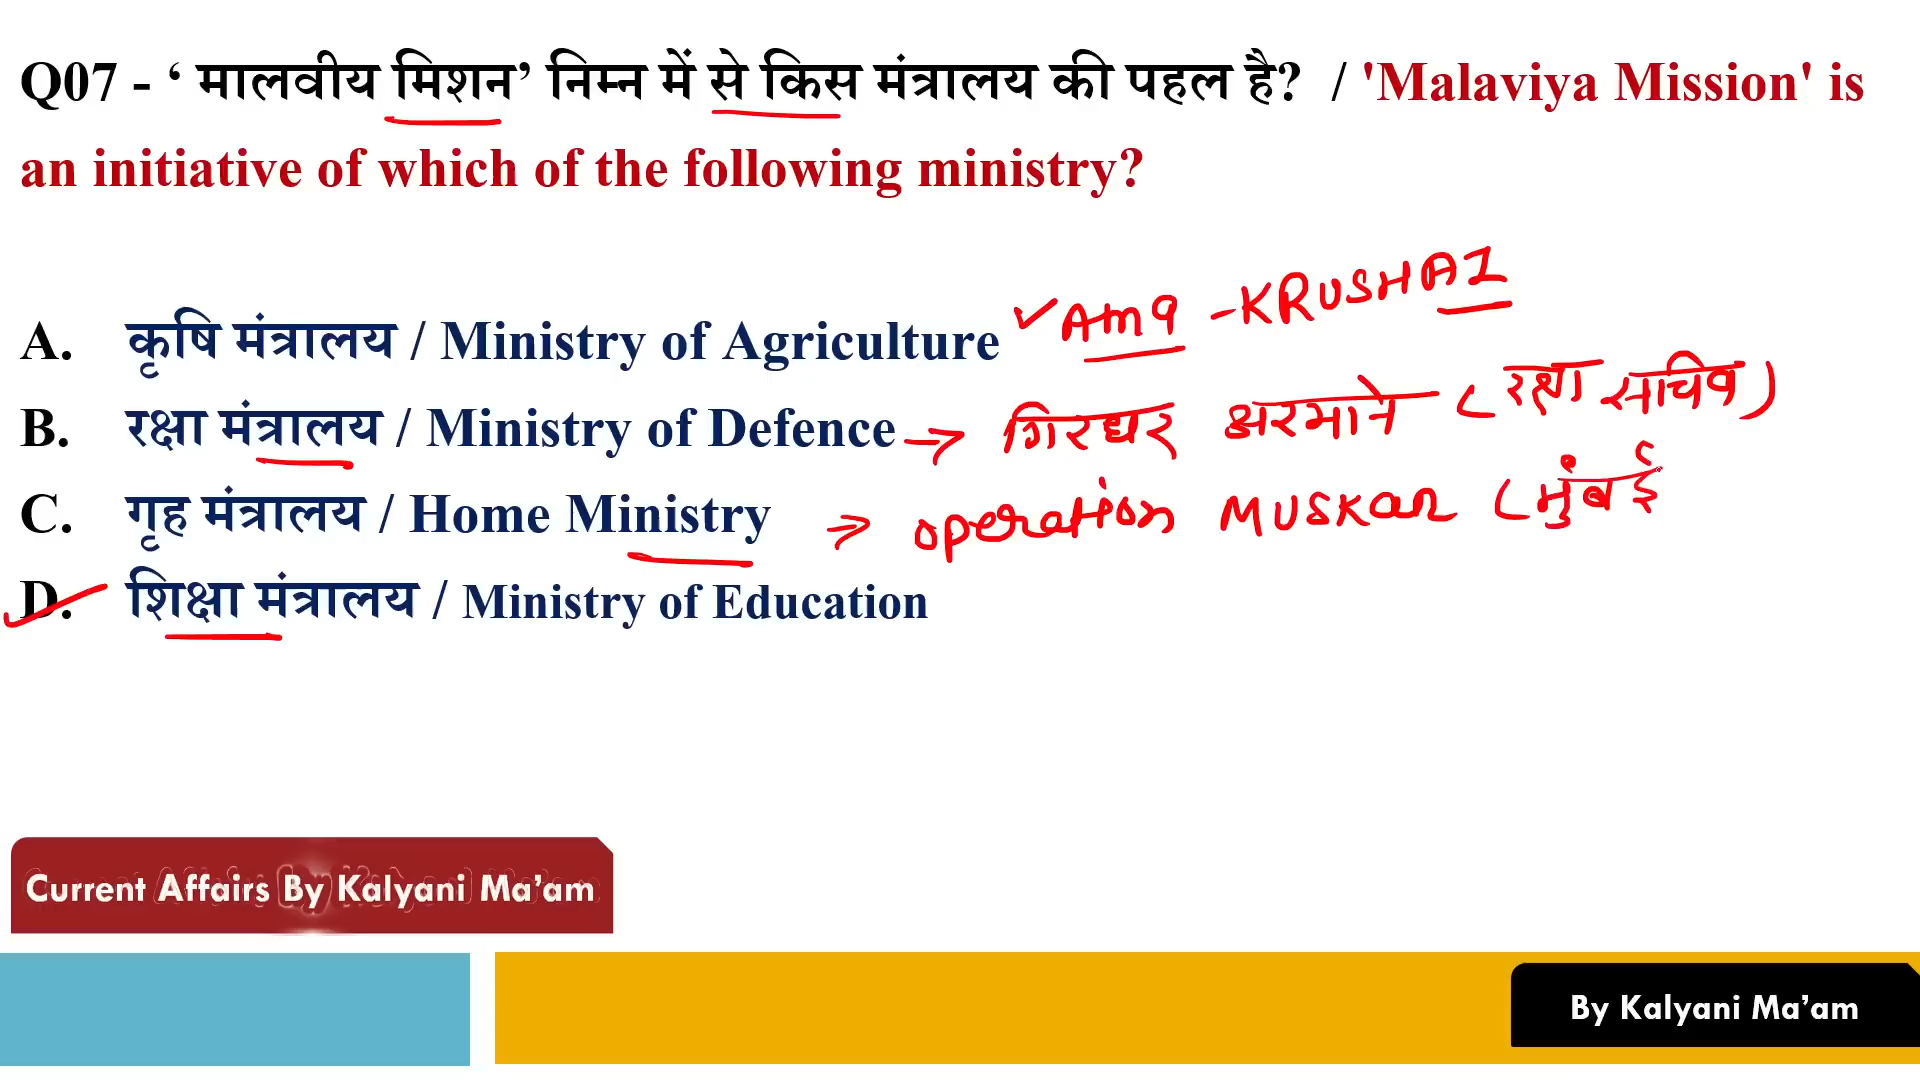 Q07 - ‘ मालवीय मिशन’ निम्न में से किस मंत्रालय की पहल है? / 'Malaviya Mission' is
an initiative of which of the following ministry?
A. कृषि मंत्रालय / Ministry of Agriculture ✓ Ama -KRUSHAI
B. रक्षा मंत्रालय / Ministry of Defence → गिरधर अरमाने (रक्षा सचिव)
C. गृह मंत्रालय / Home Ministry → operation MUSKAN (मुंबई
D. शिक्षा मंत्रालय / Ministry of Education
Current Affairs By Kalyani Ma’am
By Kalyani Ma’am